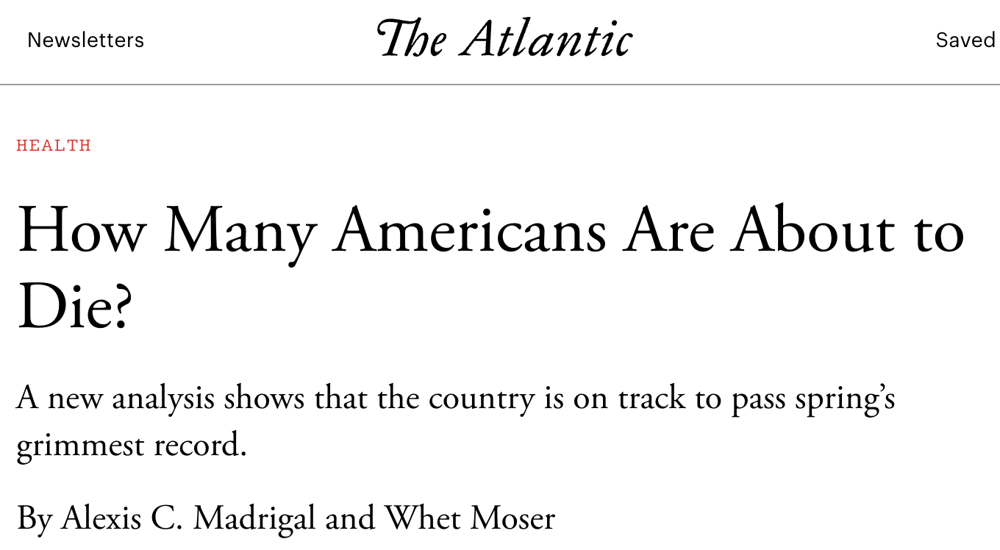 Newsletters The Atlantic Saved
HEALTH
How Many Americans Are About to
Die?
A new analysis shows that the country is on track to pass spring’s
grimmest record.
By Alexis C. Madrigal and Whet Moser